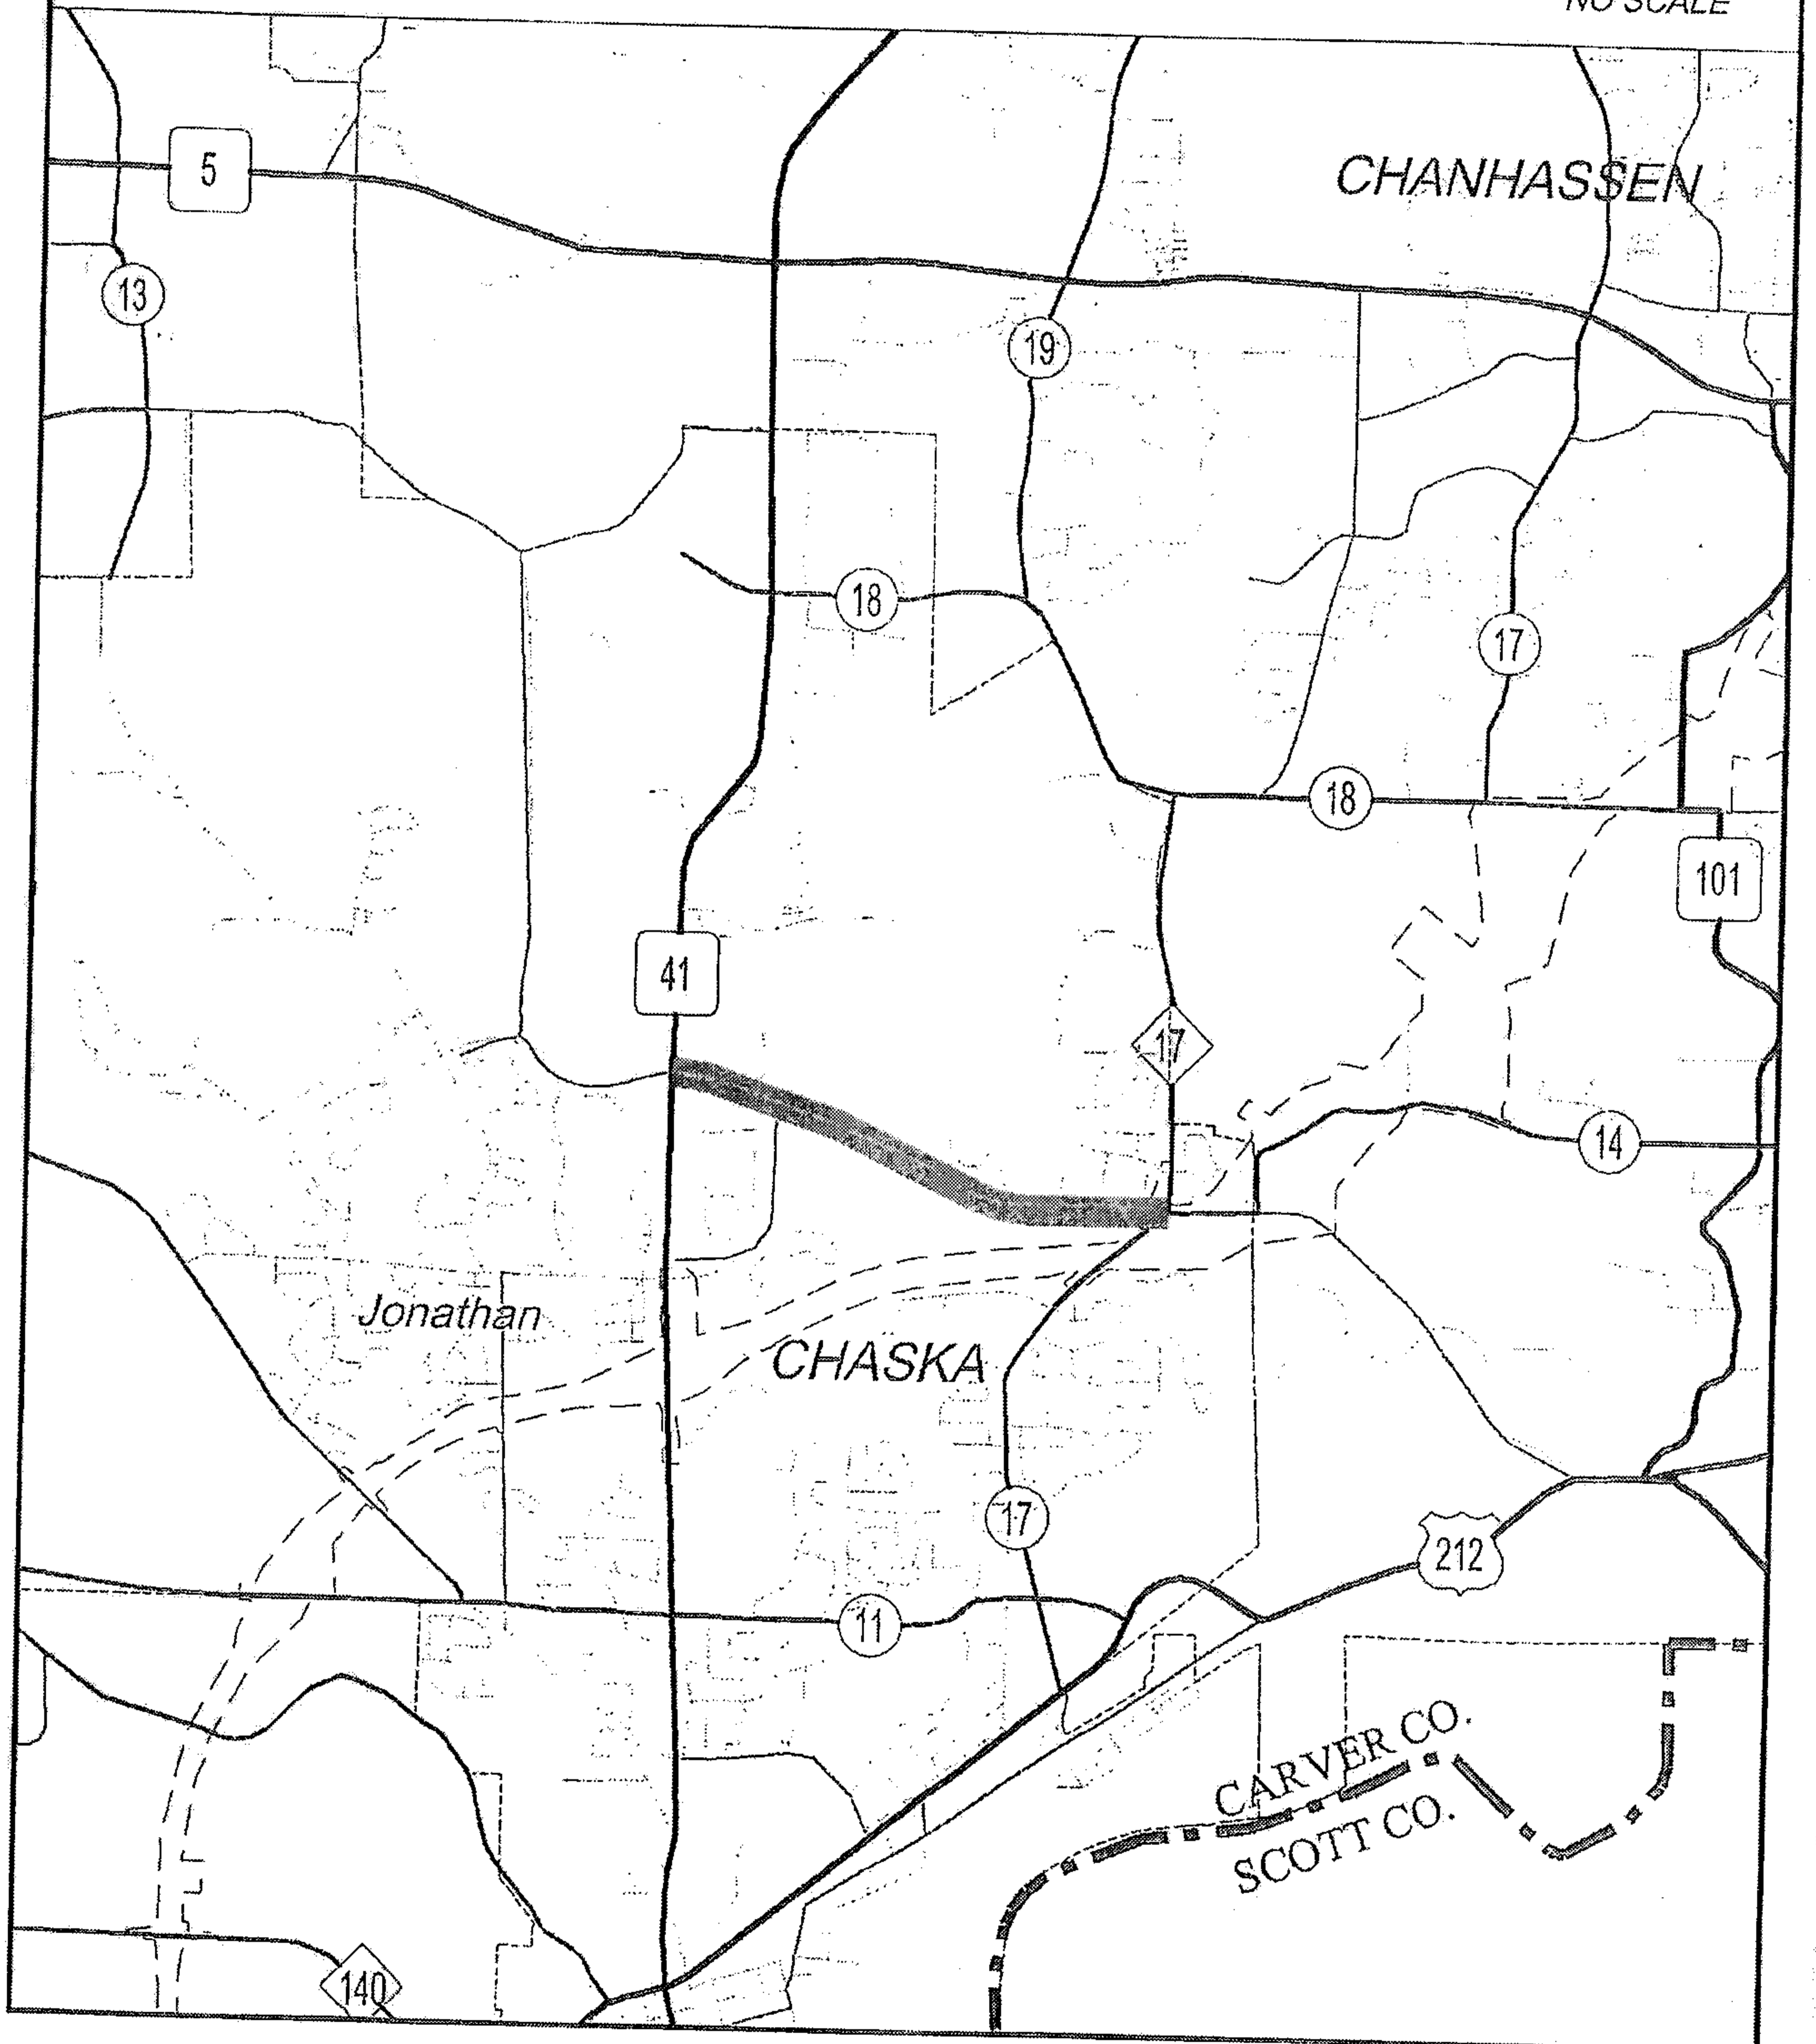 NO SCALE
5
CHANHASSEN
13
19
18
17
18
101
41
17
14
Jonathan
CHASKA
17
212
11
CARVER CO.
SCOTT CO.
140